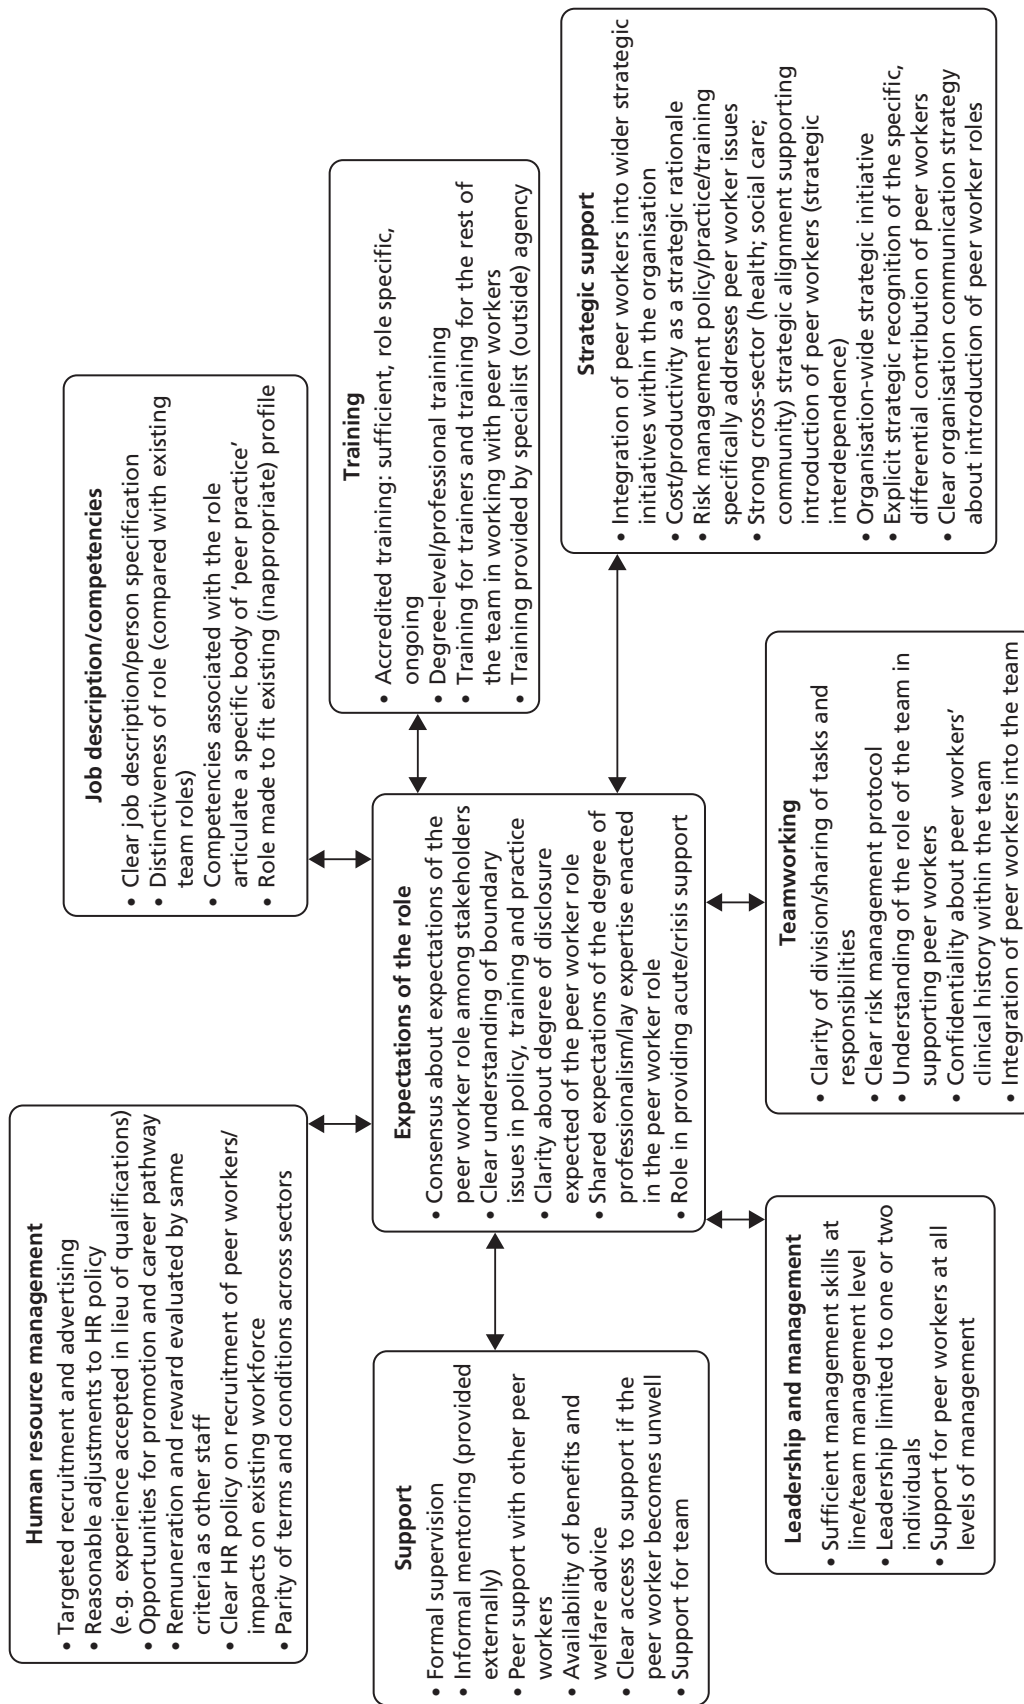 Human resource management
• Targeted recruitment and advertising
• Reasonable adjustments to HR policy
(e.g. experience accepted in lieu of qualifications)
• Opportunities for promotion and career pathway
• Remuneration and reward evaluated by same
criteria as other staff
• Clear HR policy on recruitment of peer workers/
impacts on existing workforce
• Parity of terms and conditions across sectors
Job description/competencies
• Clear job description/person specification
• Distinctiveness of role (compared with existing
team roles)
• Competencies associated with the role
articulate a specific body of ‘peer practice’
• Role made to fit existing (inappropriate) profile
Support
• Formal supervision
• Informal mentoring (provided
externally)
• Peer support with other peer
workers
• Availability of benefits and
welfare advice
• Clear access to support if the
peer worker becomes unwell
• Support for team
Expectations of the role
• Consensus about expectations of the
peer worker role among stakeholders
• Clear understanding of boundary
issues in policy, training and practice
• Clarity about degree of disclosure
expected of the peer worker role
• Shared expectations of the degree of
professionalism/lay expertise enacted
in the peer worker role
• Role in providing acute/crisis support
Training
• Accredited training: sufficient, role specific,
ongoing
• Degree-level/professional training
• Training for trainers and training for the rest of
the team in working with peer workers
• Training provided by specialist (outside) agency
Leadership and management
• Sufficient management skills at
line/team management level
• Leadership limited to one or two
individuals
• Support for peer workers at all
levels of management
Teamworking
• Clarity of division/sharing of tasks and
responsibilities
• Clear risk management protocol
• Understanding of the role of the team in
supporting peer workers
• Confidentiality about peer workers’
clinical history within the team
• Integration of peer workers into the team
Strategic support
• Integration of peer workers into wider strategic
initiatives within the organisation
• Cost/productivity as a strategic rationale
• Risk management policy/practice/training
specifically addresses peer worker issues
• Strong cross-sector (health; social care;
community) strategic alignment supporting
introduction of peer workers (strategic
interdependence)
• Organisation-wide strategic initiative
• Explicit strategic recognition of the specific,
differential contribution of peer workers
• Clear organisation communication strategy
about introduction of peer worker roles